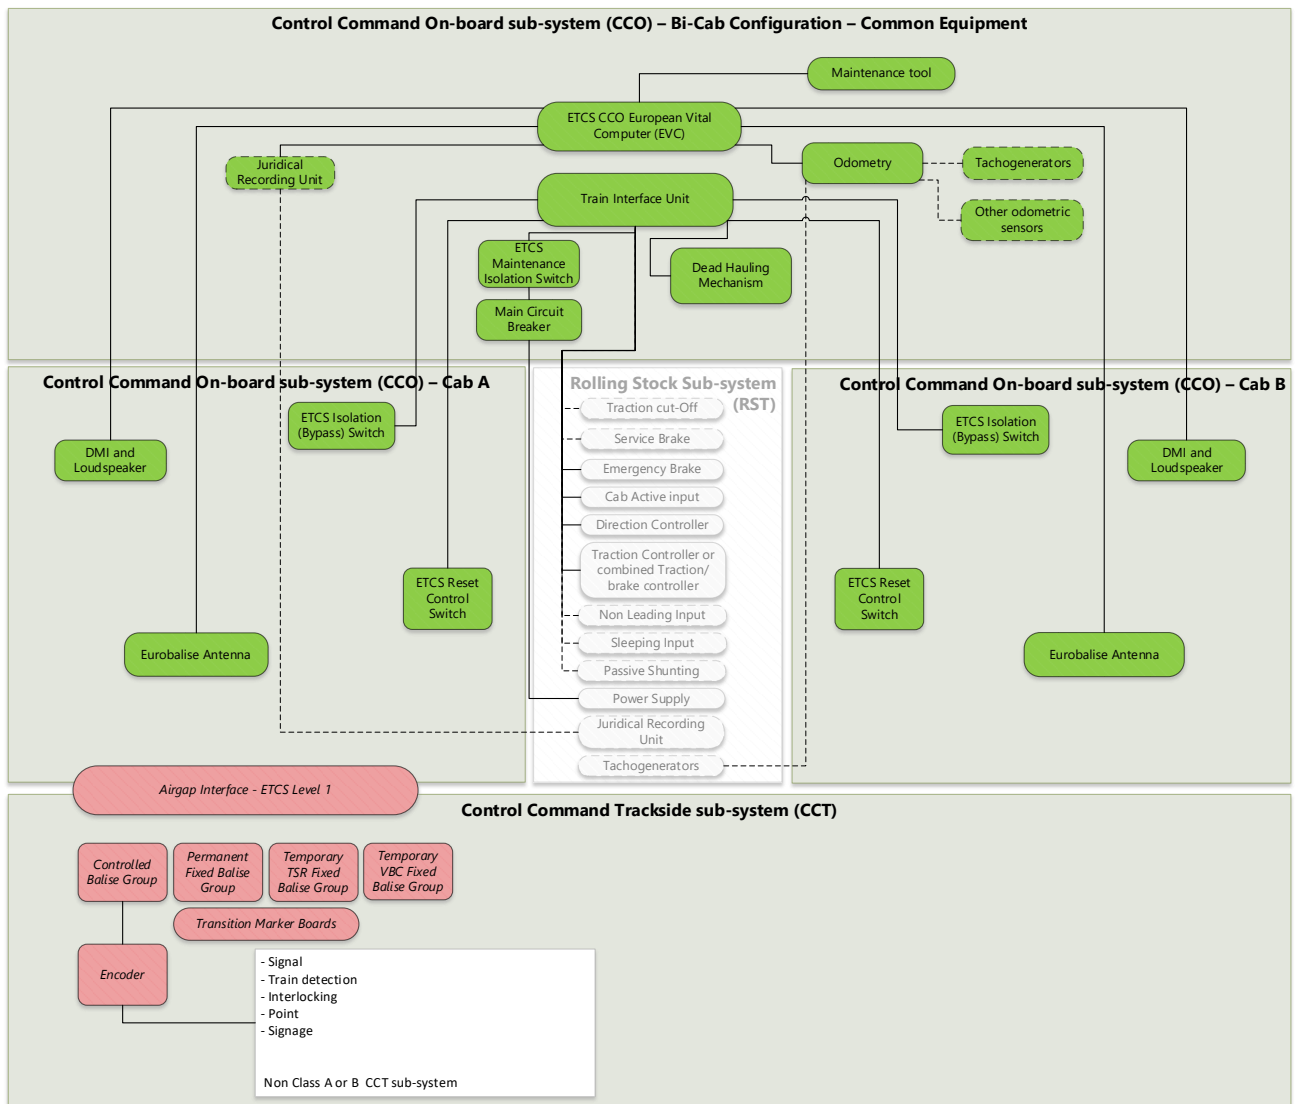 Control Command On-board sub-system (CCO) – Bi-Cab Configuration – Common Equipment
Maintenance tool
ETCS CCO European Vital
Computer (EVC)
Juridical
Recording Unit
Odometry
Tachogenerators
Train Interface Unit
Other odometric
sensors
ETCS
Maintenance
Isolation Switch
Dead Hauling
Mechanism
Main Circuit
Breaker
Control Command On-board sub-system (CCO) – Cab A
ETCS Isolation
(Bypass) Switch
DMI and
Loudspeaker
ETCS Reset
Control
Switch
Eurobalise Antenna
Rolling Stock Sub-system
(RST)
Traction cut-Off
Service Brake
Emergency Brake
Cab Active input
Direction Controller
Traction Controller or
combined Traction/
brake controller
Non Leading Input
Sleeping Input
Passive Shunting
Power Supply
Juridical Recording
Unit
Tachogenerators
Control Command On-board sub-system (CCO) – Cab B
ETCS Isolation
(Bypass) Switch
DMI and
Loudspeaker
ETCS Reset
Control
Switch
Eurobalise Antenna
Airgap Interface - ETCS Level 1
Control Command Trackside sub-system (CCT)
Controlled
Balise Group
Permanent
Fixed Balise
Group
Temporary
TSR Fixed
Balise Group
Temporary
VBC Fixed
Balise Group
Transition Marker Boards
Encoder
- Signal
- Train detection
- Interlocking
- Point
- Signage
Non Class A or B CCT sub-system